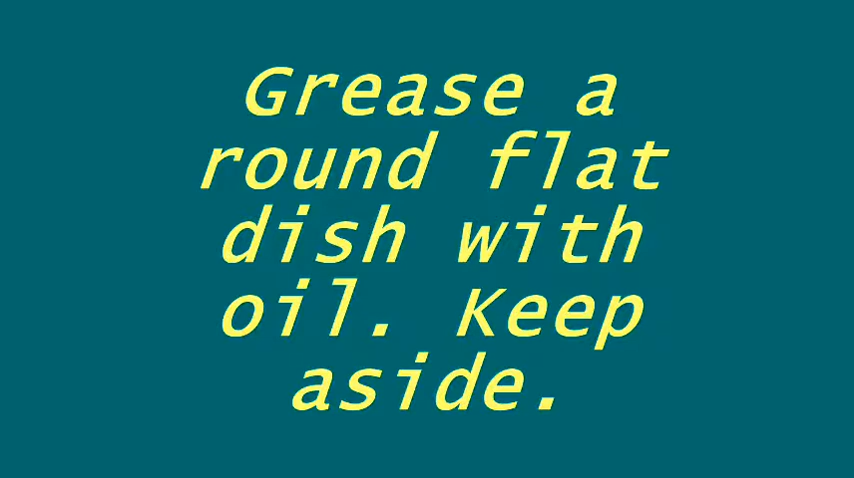 Grease a
round flat
dish with
oil. Keep
aside.